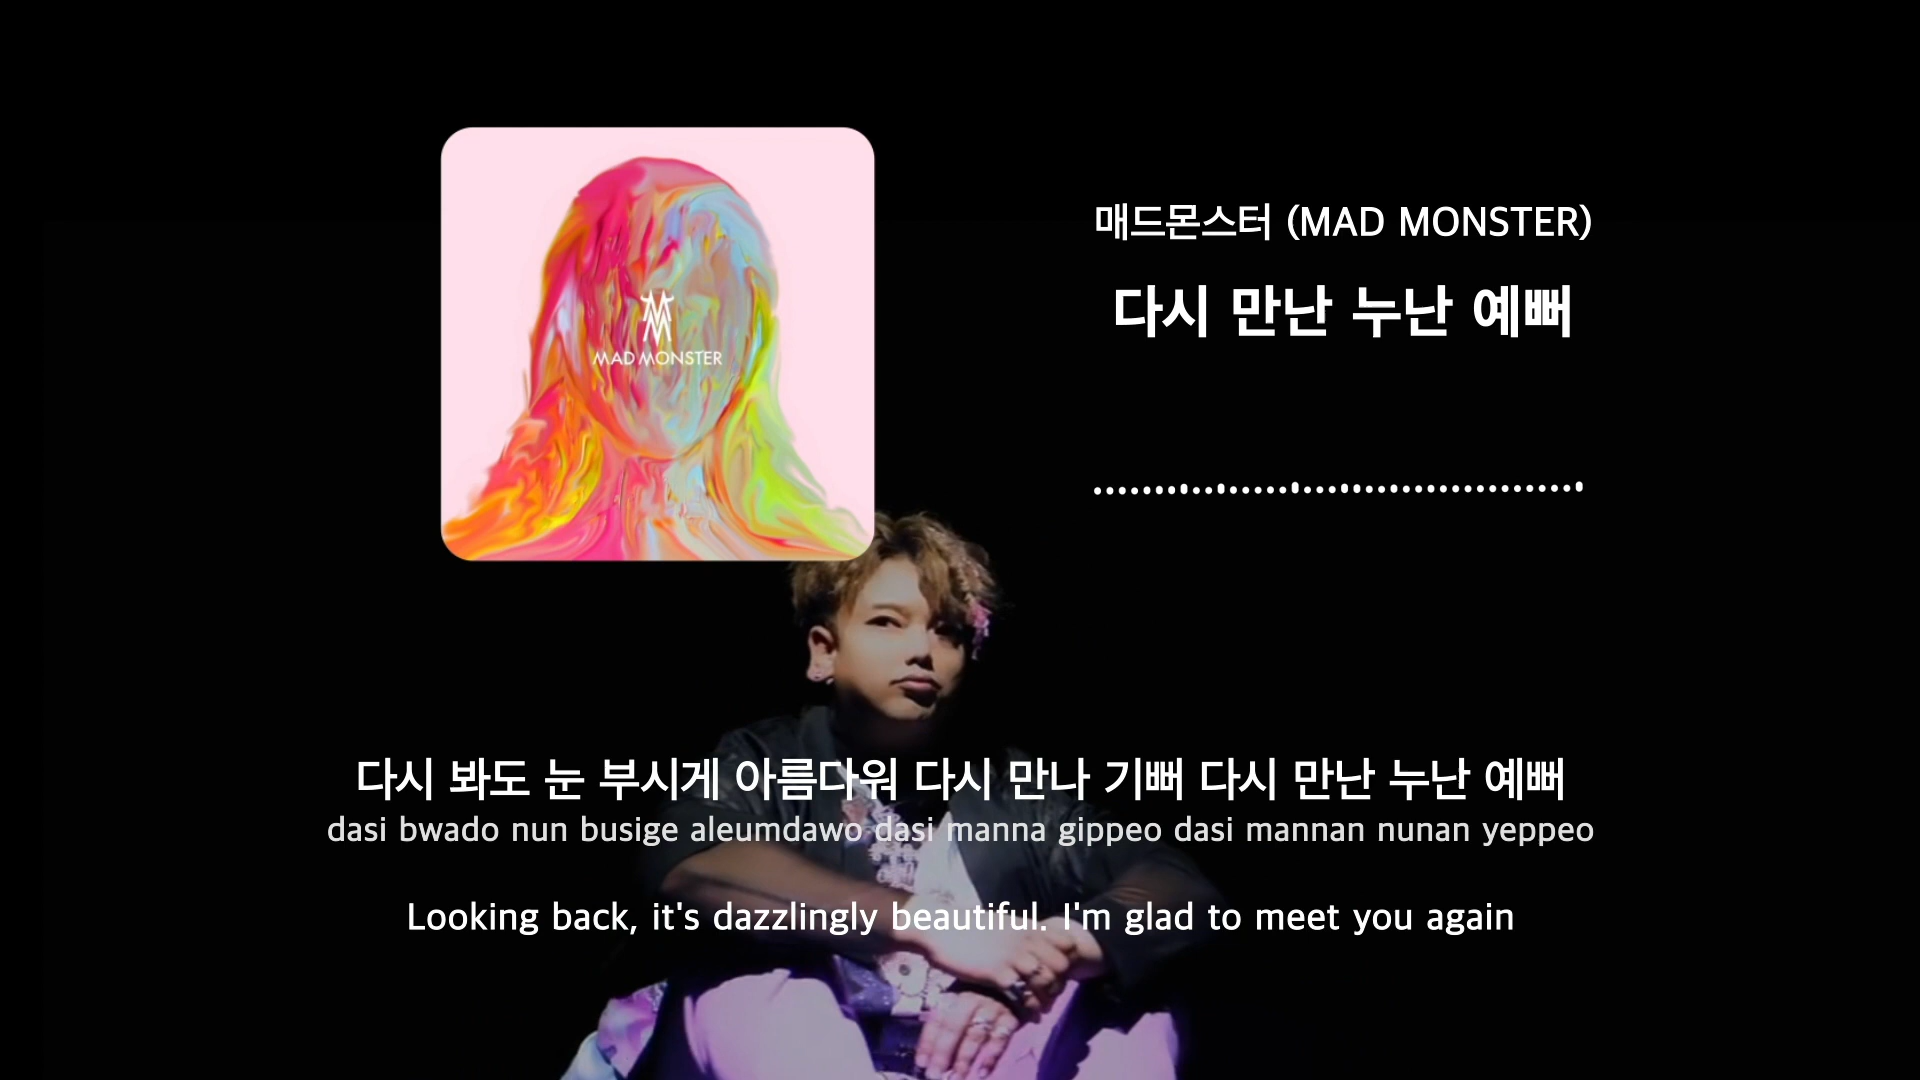 MAD MONSTER
매드몬스터 (MAD MONSTER)
다시 만난 누난 예뻐
다시 봐도 눈 부시게 아름다워 다시 만나 기뻐 다시 만난 누난 예뻐
dasi bwado nun busige aleumdawo dasi manna gippeo dasi mannan nunan yeppeo
Looking back, it's dazzlingly beautiful. I'm glad to meet you again